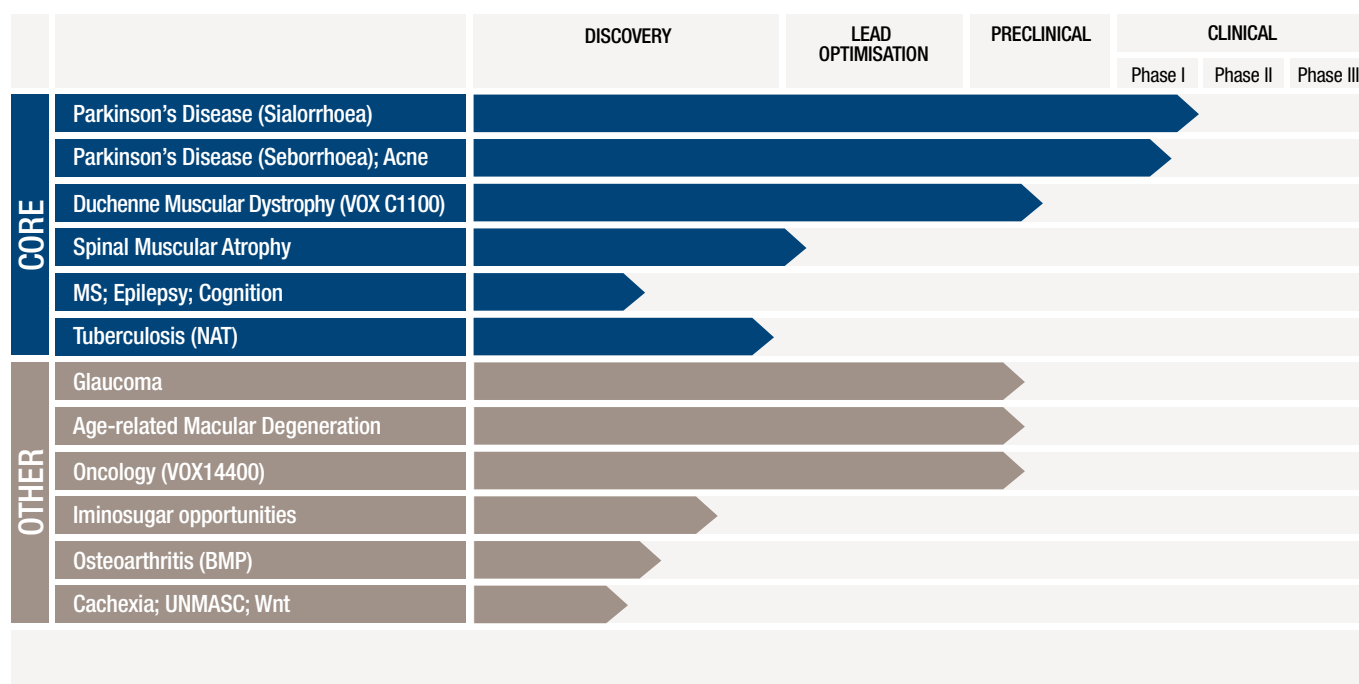 DISCOVERY
LEAD
OPTIMISATION
PRECLINICAL
CLINICAL
Phase I
Phase II
Phase III
CORE
Parkinson’s Disease (Sialorrhoea)
Parkinson’s Disease (Seborrhoea); Acne
Duchenne Muscular Dystrophy (VOX C1100)
Spinal Muscular Atrophy
MS; Epilepsy; Cognition
Tuberculosis (NAT)
OTHER
Glaucoma
Age-related Macular Degeneration
Oncology (VOX14400)
Iminosugar opportunities
Osteoarthritis (BMP)
Cachexia; UNMASC; Wnt